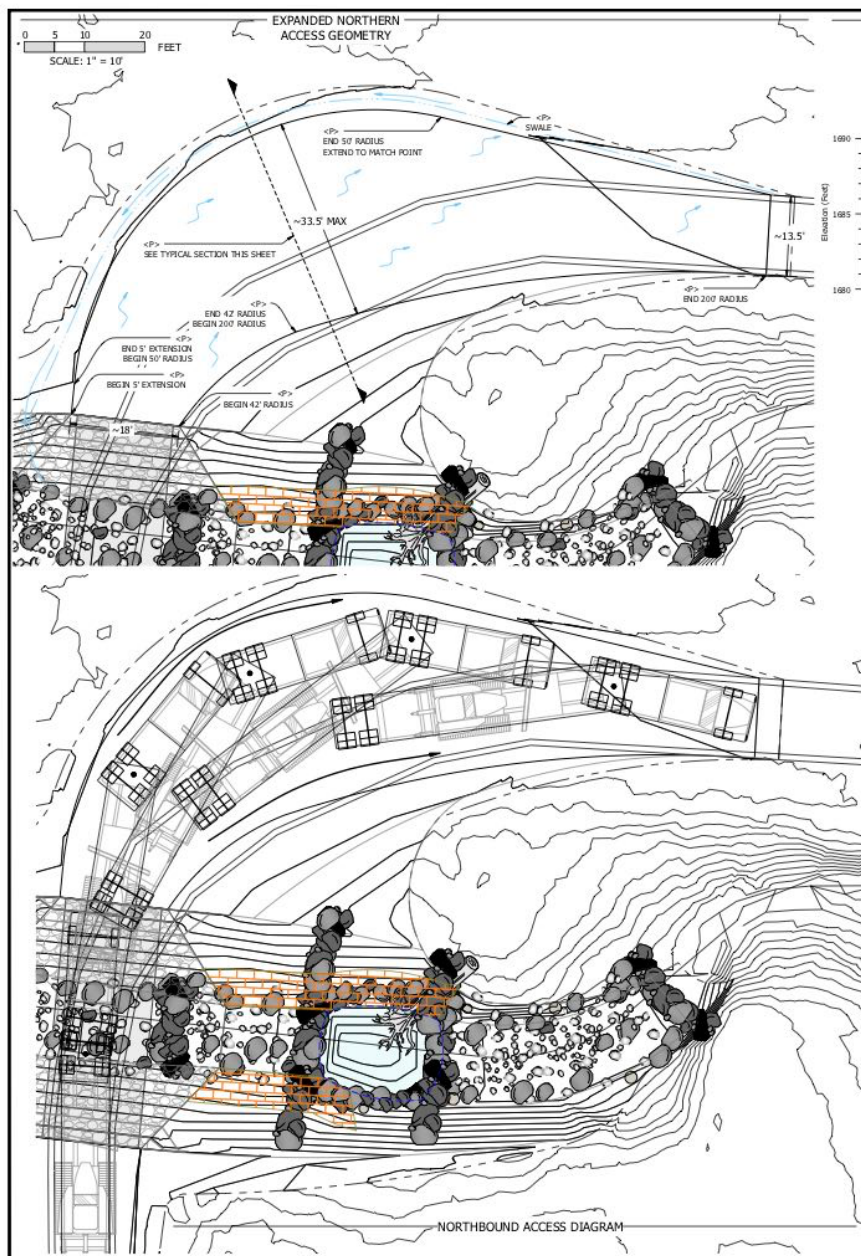 EXPANDED NORTHERN
ACCESS GEOMETRY
0 5 10 20
FEET
SCALE: 1" = 10'
<P>
SWALE
<P>
END 50' RADIUS
EXTEND TO MATCH POINT
1690
~33.5' MAX
1685
Elevation (Feet)
~13.5'
<P>
SEE TYPICAL SECTION THIS SHEET
1680
<P>
END 200' RADIUS
<P>
END 42' RADIUS
BEGIN 200' RADIUS
<P>
END 5' EXTENSION
BEGIN 50' RADIUS
<P>
BEGIN 5' EXTENSION
<P>
BEGIN 42' RADIUS
~18'
NORTHBOUND ACCESS DIAGRAM